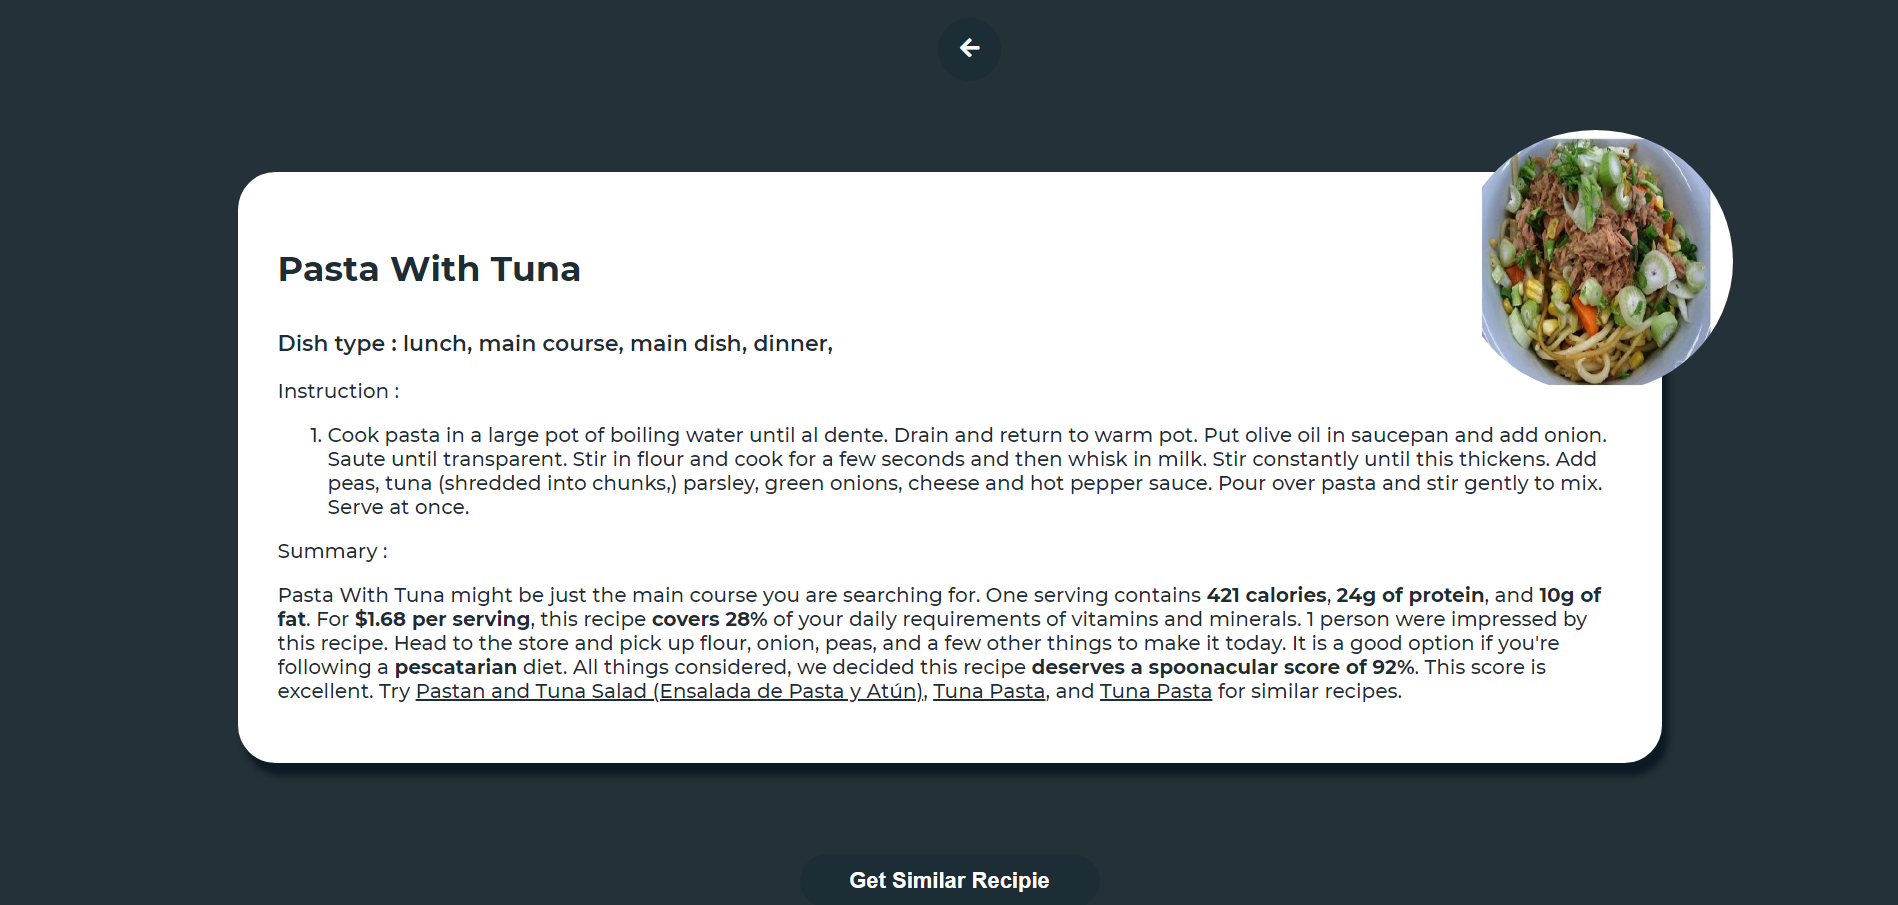 Pasta With Tuna
Dish type : lunch, main course, main dish, dinner,
Instruction :
1. Cook pasta in a large pot of boiling water until al dente. Drain and return to warm pot. Put olive oil in saucepan and add onion.
Saute until transparent. Stir in flour and cook for a few seconds and then whisk in milk. Stir constantly until this thickens. Add
peas, tuna (shredded into chunks,) parsley, green onions, cheese and hot pepper sauce. Pour over pasta and stir gently to mix.
Serve at once.
Summary :
Pasta With Tuna might be just the main course you are searching for. One serving contains 421 calories, 24g of protein, and 10g of
fat. For $1.68 per serving, this recipe covers 28% of your daily requirements of vitamins and minerals. 1 person were impressed by
this recipe. Head to the store and pick up flour, onion, peas, and a few other things to make it today. It is a good option if you're
following a pescatarian diet. All things considered, we decided this recipe deserves a spoonacular score of 92%. This score is
excellent. Try Pastan and Tuna Salad (Ensalada de Pasta y Atún), Tuna Pasta, and Tuna Pasta for similar recipes.
Get Similar Recipie